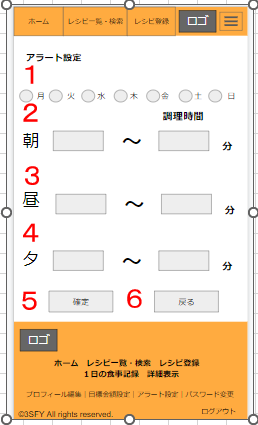 ホーム レシピ一覧・検索 レシピ登録 ロゴ
アラート設定
1
月 火 水 木 金 土 日
2 調理時間
朝 ～ 分
3
昼 ～ 分
4
夕 ～ 分
5 確定 6 戻る
ロゴ
ホーム レシピ一覧・検索 レシピ登録
1日の食事記録 詳細表示
プロフィール編集｜目標金額設定｜アラート設定｜パスワード変更
ログアウト
©3SFY All rights reserved.